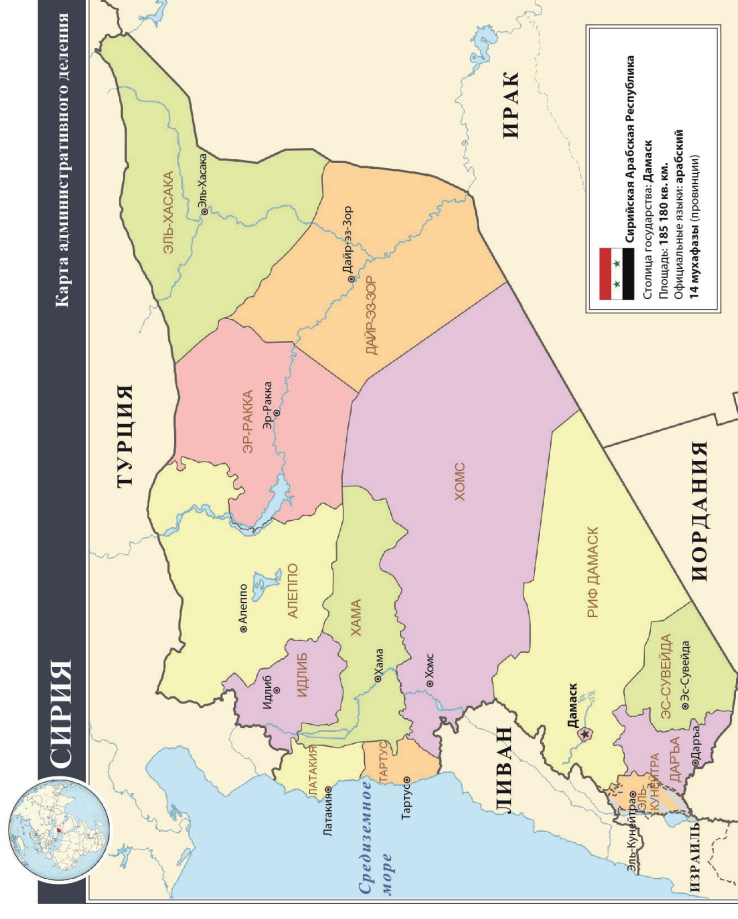 СИРИЯ
Карта административного деления
ТУРЦИЯ
ЭЛЬ-ХАСАКА
Эль-Хасака
ЭР-РАККА
Эр-Ракка
АЛЕППО
Алеппо
ИДЛИБ
Идлиб
ЛАТАКИЯ
Латакия
ХАМА
Хама
ТАРТУС
Тартус
Средиземное
море
ДАЙР-ЭЗ-ЗОР
Дайр-эз-Зор
ИРАК
ХОМС
Хомс
ЛИВАН
Дамаск
РИФ ДАМАСК
ЭЛЬ-
КУНЕЙТРА
Эль-Кунейтра
ДАРЪА
Даръа
ЭС-СУВЕЙДА
Эс-Сувейда
ИЗРАИЛЬ
ИОРДАНИЯ
Сирийская Арабская Республика
Столица государства: Дамаск
Площадь: 185 180 кв. км.
Официальные языки: арабский
14 мухафазы (провинции)